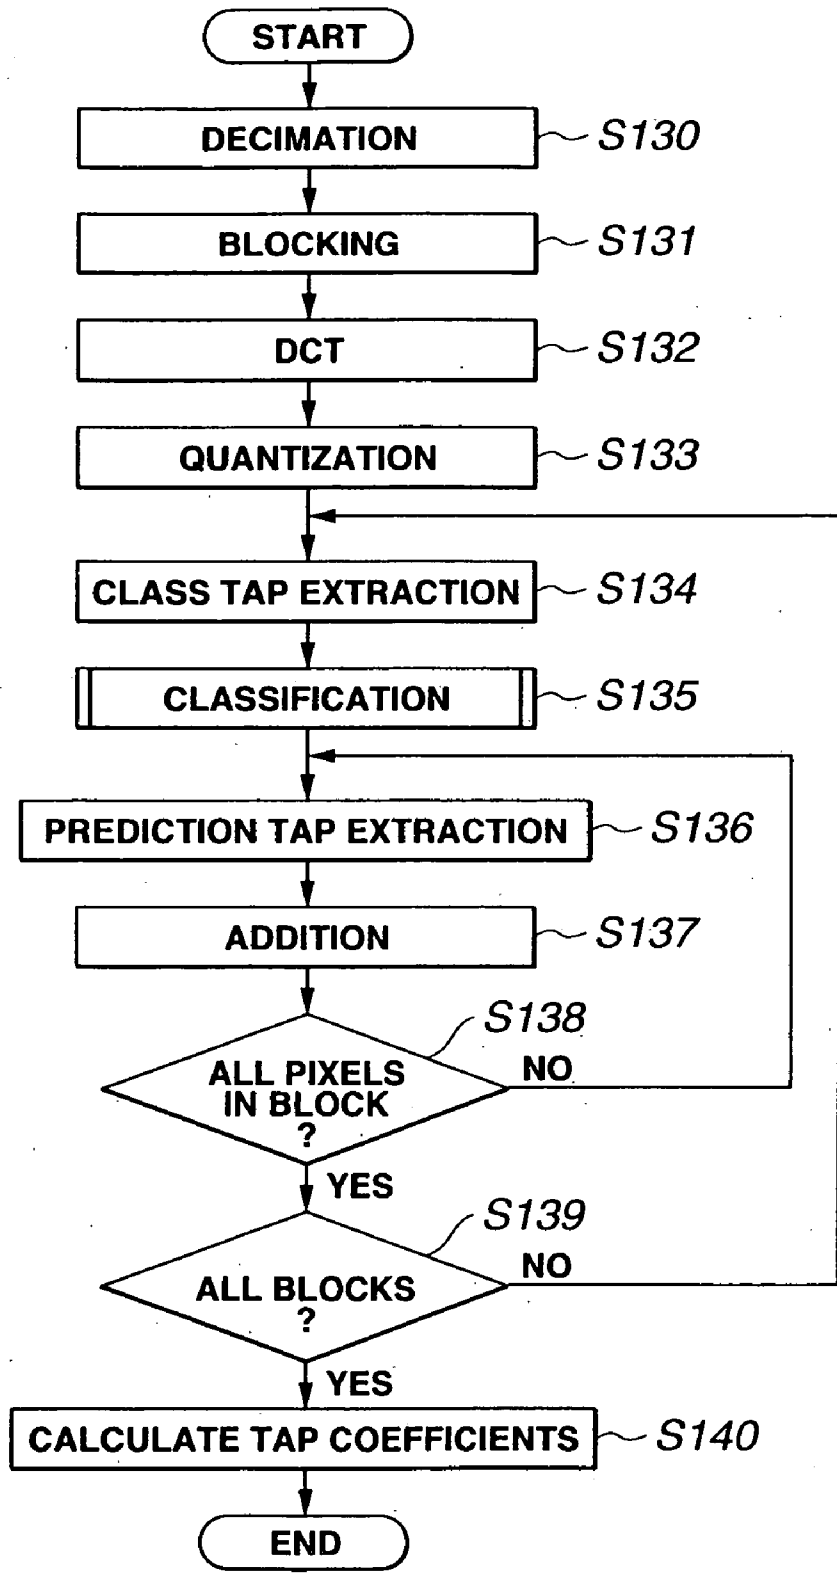 START
DECIMATION S130
BLOCKING S131
DCT S132
QUANTIZATION S133
CLASS TAP EXTRACTION S134
CLASSIFICATION S135
PREDICTION TAP EXTRACTION S136
ADDITION S137
S138
ALL PIXELS
IN BLOCK
?
NO
YES
S139
ALL BLOCKS
?
NO
YES
CALCULATE TAP COEFFICIENTS S140
END